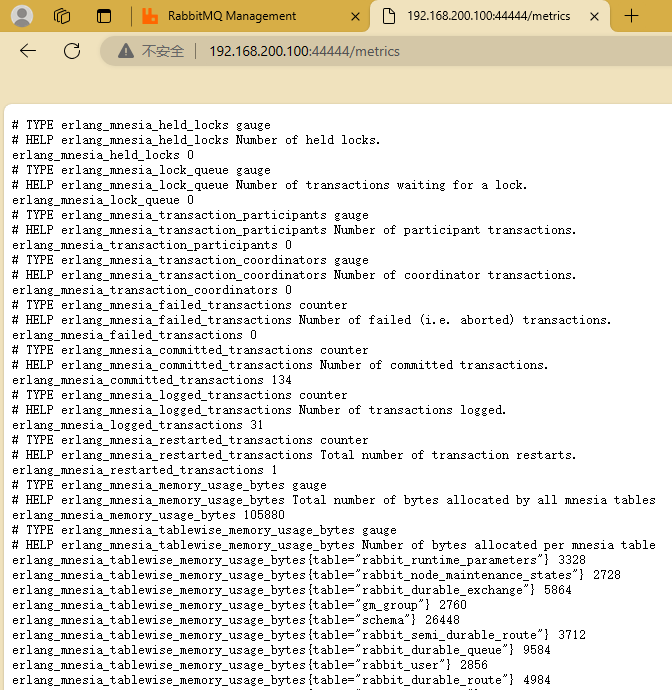 RabbitMQ Management
192.168.200.100:44444/metrics
不安全
192.168.200.100:44444/metrics
# TYPE erlang_mnesia_held_locks gauge
# HELP erlang_mnesia_held_locks Number of held locks.
erlang_mnesia_held_locks 0
# TYPE erlang_mnesia_lock_queue gauge
# HELP erlang_mnesia_lock_queue Number of transactions waiting for a lock.
erlang_mnesia_lock_queue 0
# TYPE erlang_mnesia_transaction_participants gauge
# HELP erlang_mnesia_transaction_participants Number of participant transactions.
erlang_mnesia_transaction_participants 0
# TYPE erlang_mnesia_transaction_coordinators gauge
# HELP erlang_mnesia_transaction_coordinators Number of coordinator transactions.
erlang_mnesia_transaction_coordinators 0
# TYPE erlang_mnesia_failed_transactions counter
# HELP erlang_mnesia_failed_transactions Number of failed (i.e. aborted) transactions.
erlang_mnesia_failed_transactions 0
# TYPE erlang_mnesia_committed_transactions counter
# HELP erlang_mnesia_committed_transactions Number of committed transactions.
erlang_mnesia_committed_transactions 134
# TYPE erlang_mnesia_logged_transactions counter
# HELP erlang_mnesia_logged_transactions Number of transactions logged.
erlang_mnesia_logged_transactions 31
# TYPE erlang_mnesia_restarted_transactions counter
# HELP erlang_mnesia_restarted_transactions Total number of transaction restarts.
erlang_mnesia_restarted_transactions 1
# TYPE erlang_mnesia_memory_usage_bytes gauge
# HELP erlang_mnesia_memory_usage_bytes Total number of bytes allocated by all mnesia tables
erlang_mnesia_memory_usage_bytes 105880
# TYPE erlang_mnesia_tablewise_memory_usage_bytes gauge
# HELP erlang_mnesia_tablewise_memory_usage_bytes Number of bytes allocated per mnesia table
erlang_mnesia_tablewise_memory_usage_bytes{table="rabbit_runtime_parameters"} 3328
erlang_mnesia_tablewise_memory_usage_bytes{table="rabbit_node_maintenance_states"} 2728
erlang_mnesia_tablewise_memory_usage_bytes{table="rabbit_durable_exchange"} 5864
erlang_mnesia_tablewise_memory_usage_bytes{table="gm_group"} 2760
erlang_mnesia_tablewise_memory_usage_bytes{table="schema"} 26448
erlang_mnesia_tablewise_memory_usage_bytes{table="rabbit_semi_durable_route"} 3712
erlang_mnesia_tablewise_memory_usage_bytes{table="rabbit_durable_queue"} 9584
erlang_mnesia_tablewise_memory_usage_bytes{table="rabbit_user"} 2856
erlang_mnesia_tablewise_memory_usage_bytes{table="rabbit_durable_route"} 4984